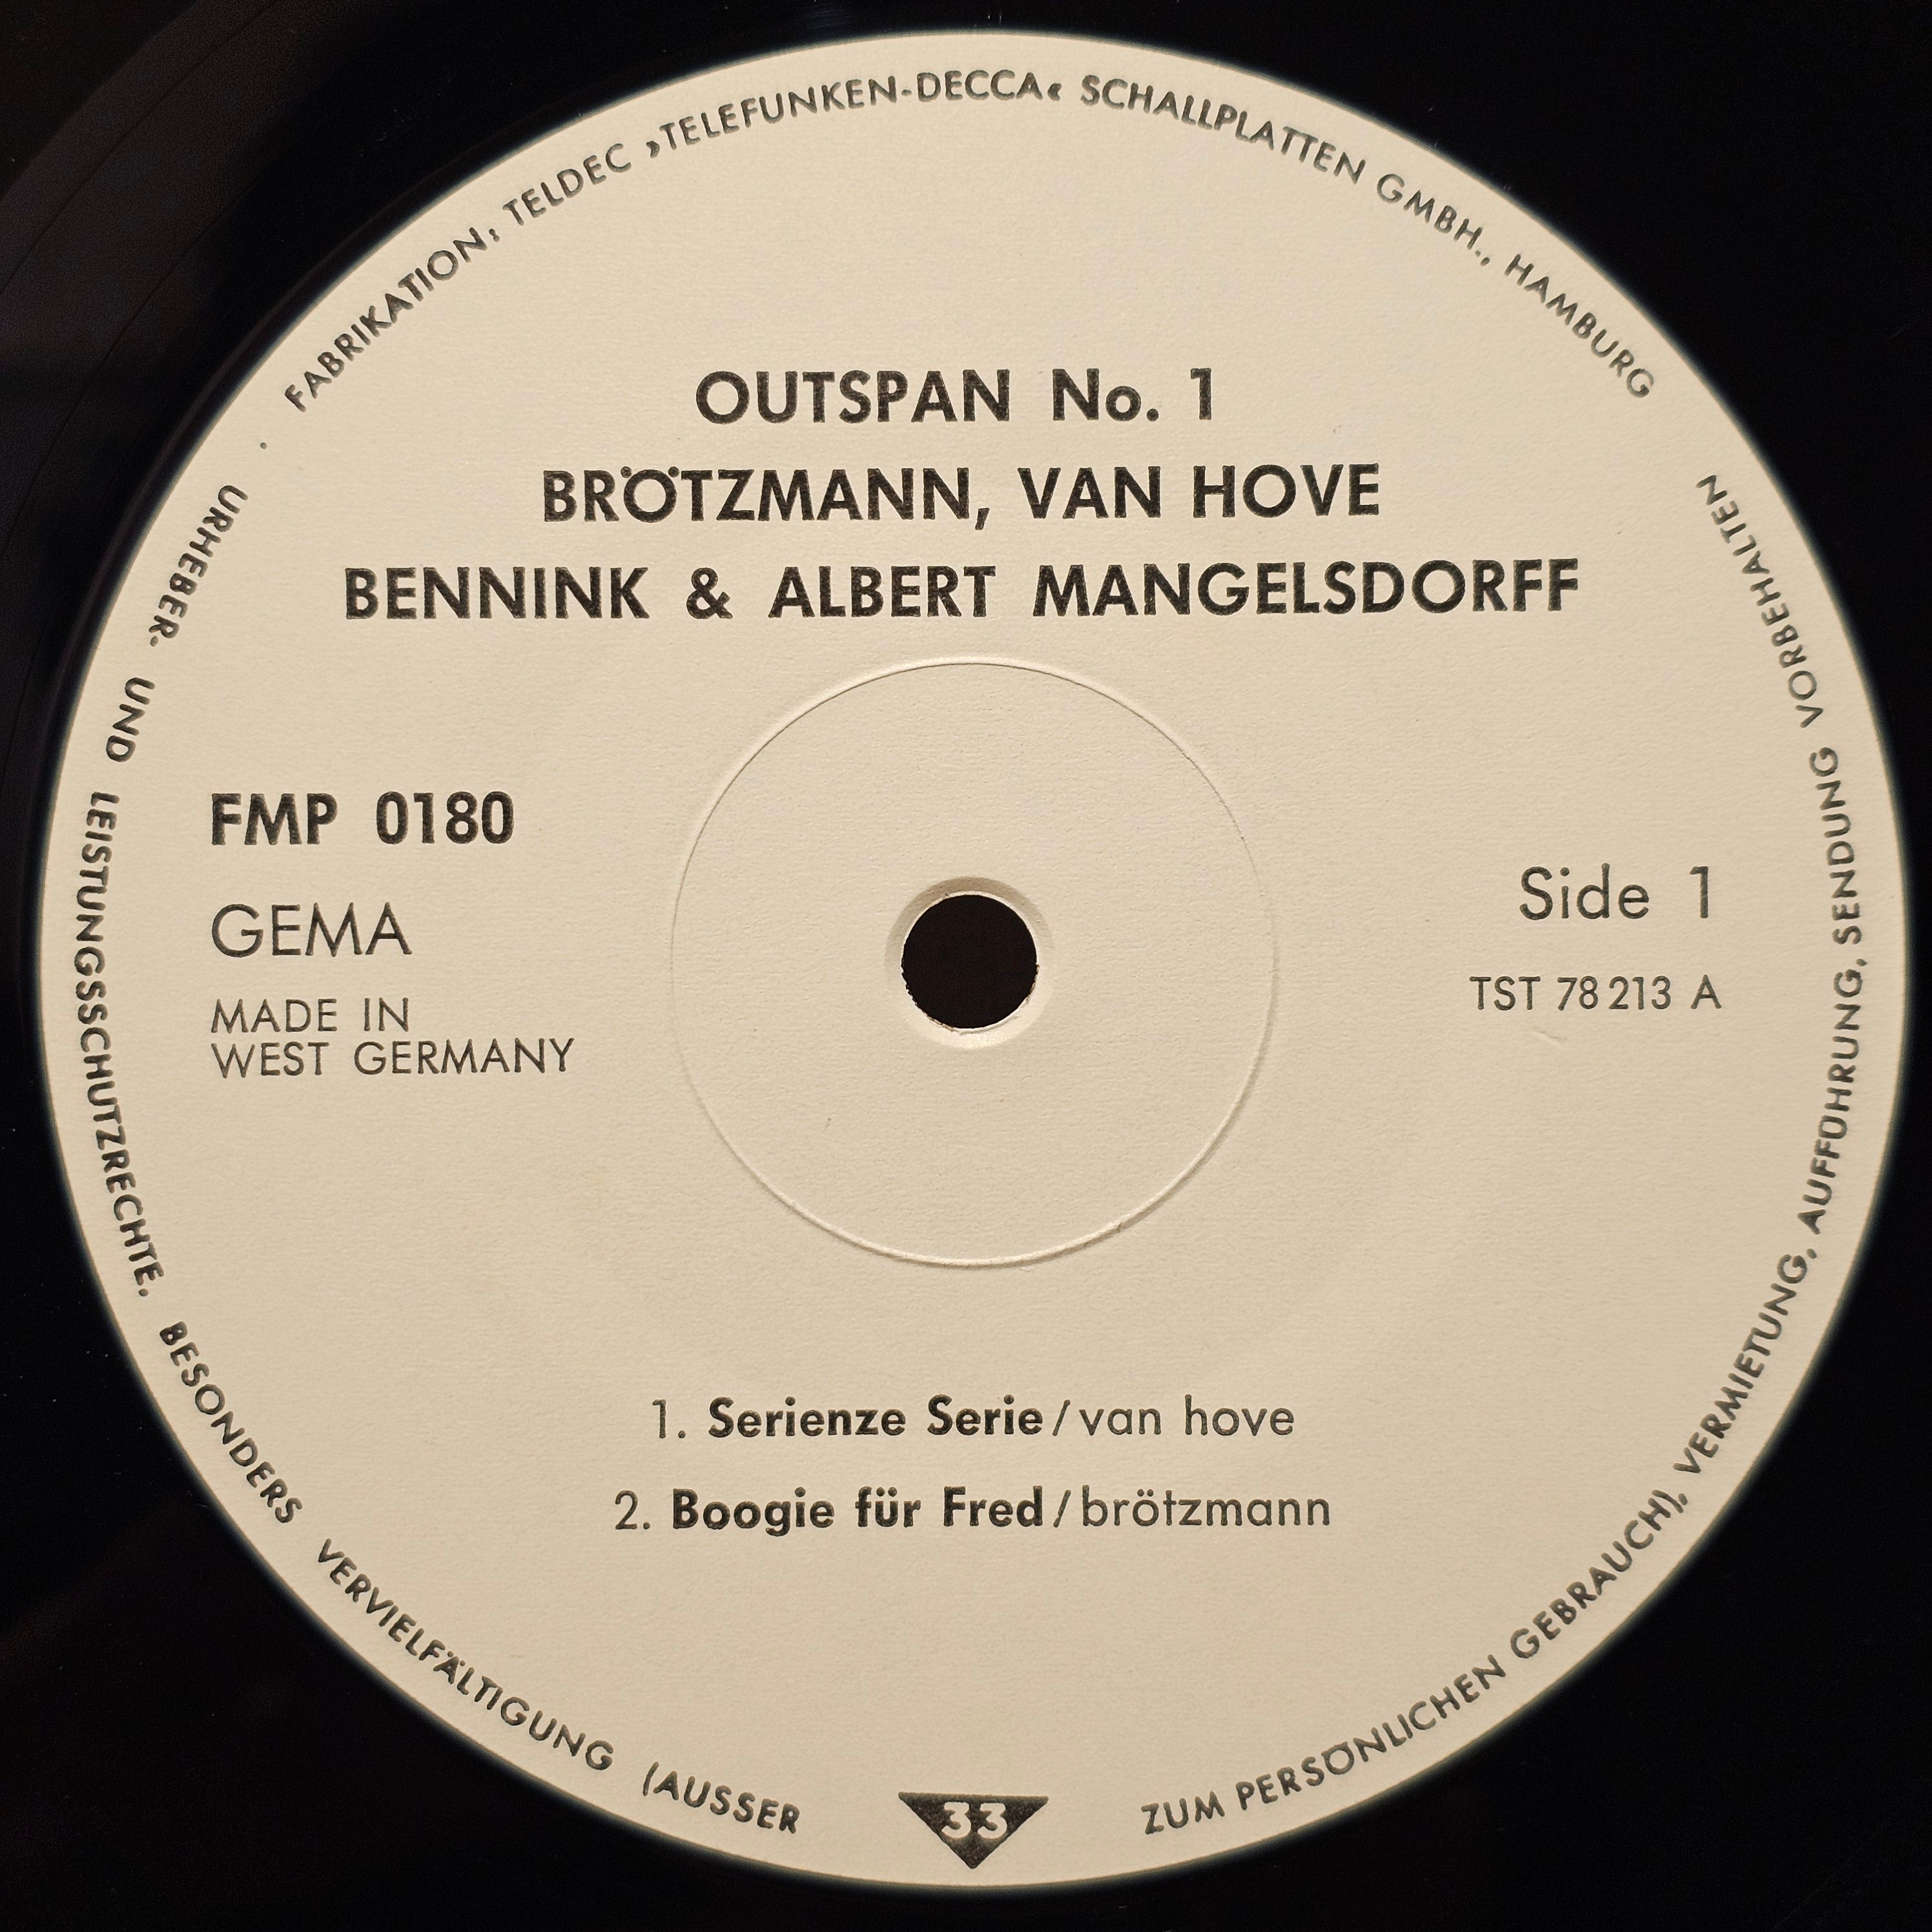 FABRIKATION: TELDEC »TELEFUNKEN-DECCA« SCHALLPLATTEN GMBH., HAMBURG
OUTSPAN No. 1
BRÖTZMANN, VAN HOVE
BENNINK & ALBERT MANGELSDORFF
FMP 0180
GEMA
MADE IN
WEST GERMANY
Side 1
TST 78 213 A
1. Serienze Serie / van hove
2. Boogie für Fred / brötzmann
URHEBER- UND LEISTUNGSSCHUTZRECHTE, BESONDERS VERVIELFÄLTIGUNG (AUSSER ZUM PERSÖNLICHEN GEBRAUCH), VERMIETUNG, AUFFÜHRUNG, SENDUNG VORBEHALTEN
33